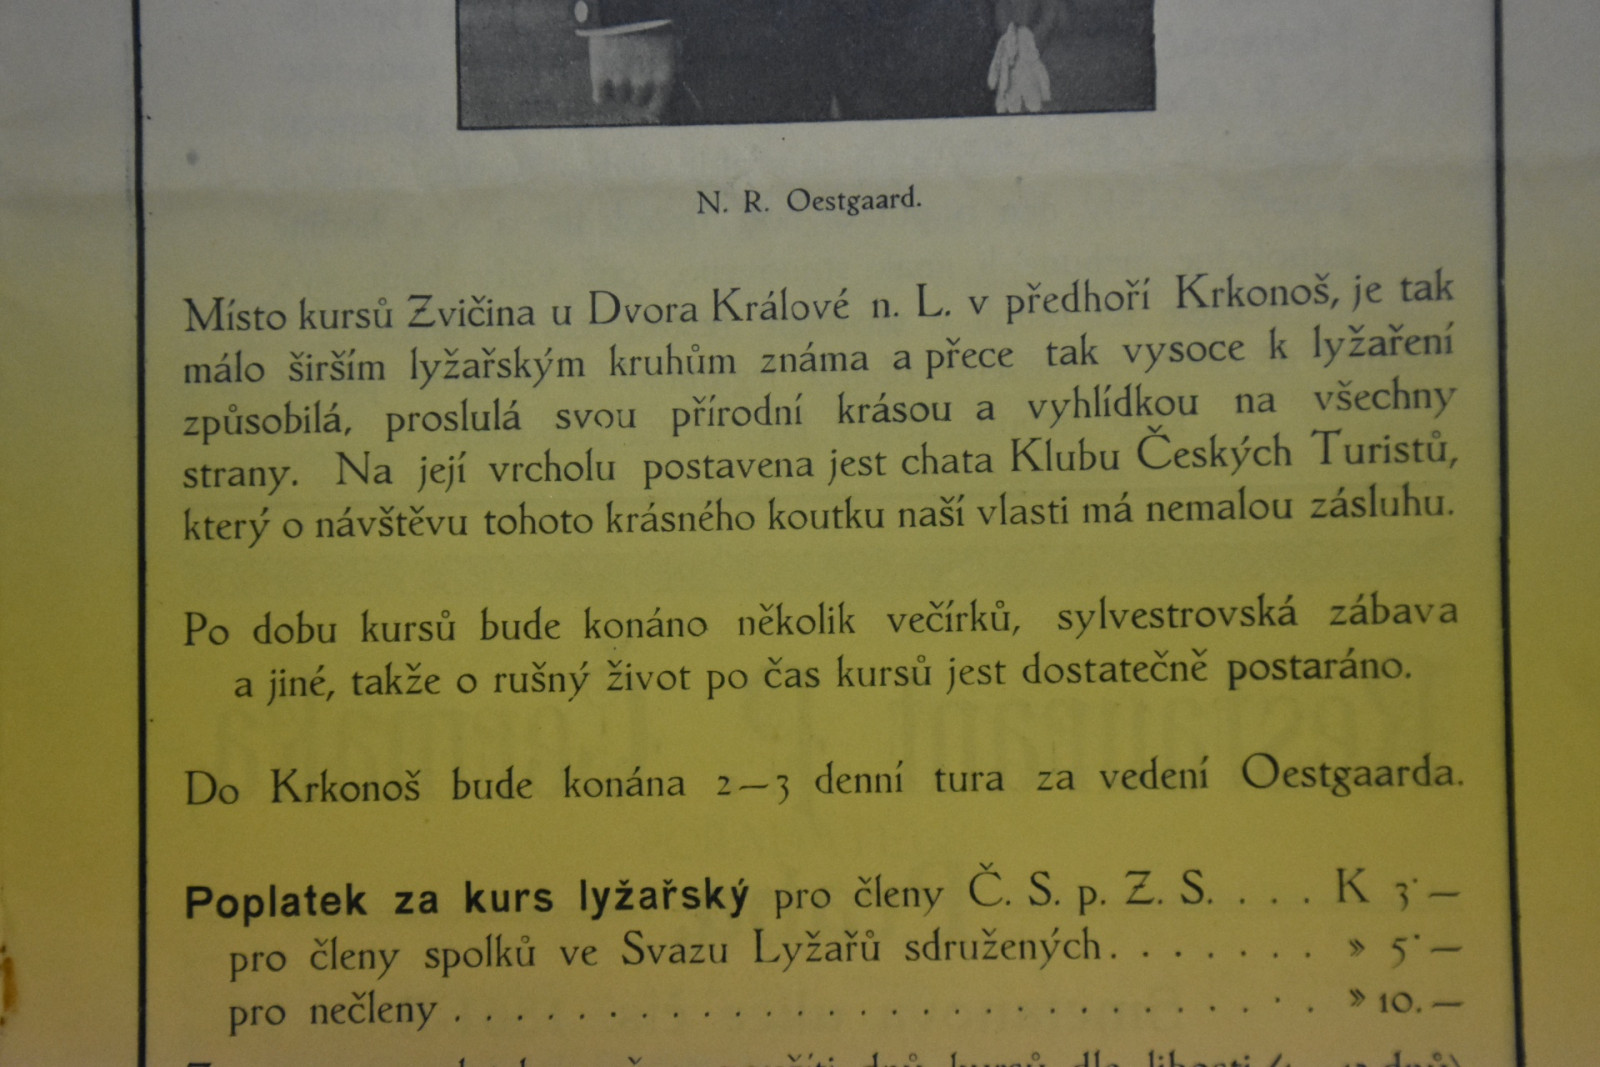 N. R. Oestgaard.
Místo kursů Zvičina u Dvora Králové n. L. v předhoří Krkonoš, je tak
málo širším lyžařským kruhům známa a přece tak vysoce k lyžaření
způsobilá, proslulá svou přírodní krásou a vyhlídkou na všechny
strany. Na její vrcholu postavena jest chata Klubu Českých Turistů,
který o návštěvu tohoto krásného koutku naší vlasti má nemalou zásluhu.
Po dobu kursů bude konáno několik večírků, sylvestrovská zábava
a jiné, takže o rušný život po čas kursů jest dostatečně postaráno.
Do Krkonoš bude konána 2—3 denní tura za vedení Oestgaarda.
Poplatek za kurs lyžařský pro členy Č. S. p. Z. S. . . . . K 3·—
pro členy spolků ve Svazu Lyžařů sdružených. . . . . . . » 5·—
pro nečleny . . . . . . . . . . . . . . . . . . . . . » 10.—
dnů kursů dle libosti